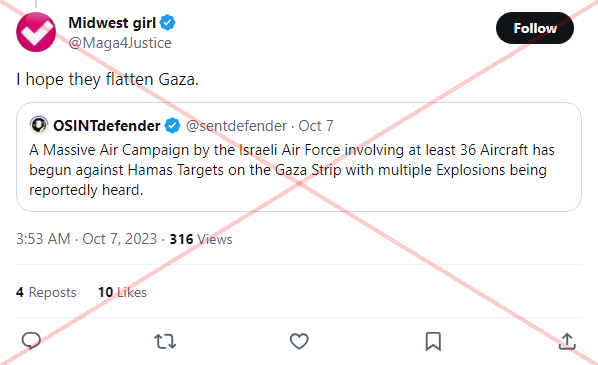 Midwest girl
@Maga4Justice
Follow
I hope they flatten Gaza.
OSINTdefender @sentdefender · Oct 7
A Massive Air Campaign by the Israeli Air Force involving at least 36 Aircraft has
begun against Hamas Targets on the Gaza Strip with multiple Explosions being
reportedly heard.
3:53 AM · Oct 7, 2023 · 316 Views
4 Reposts 10 Likes